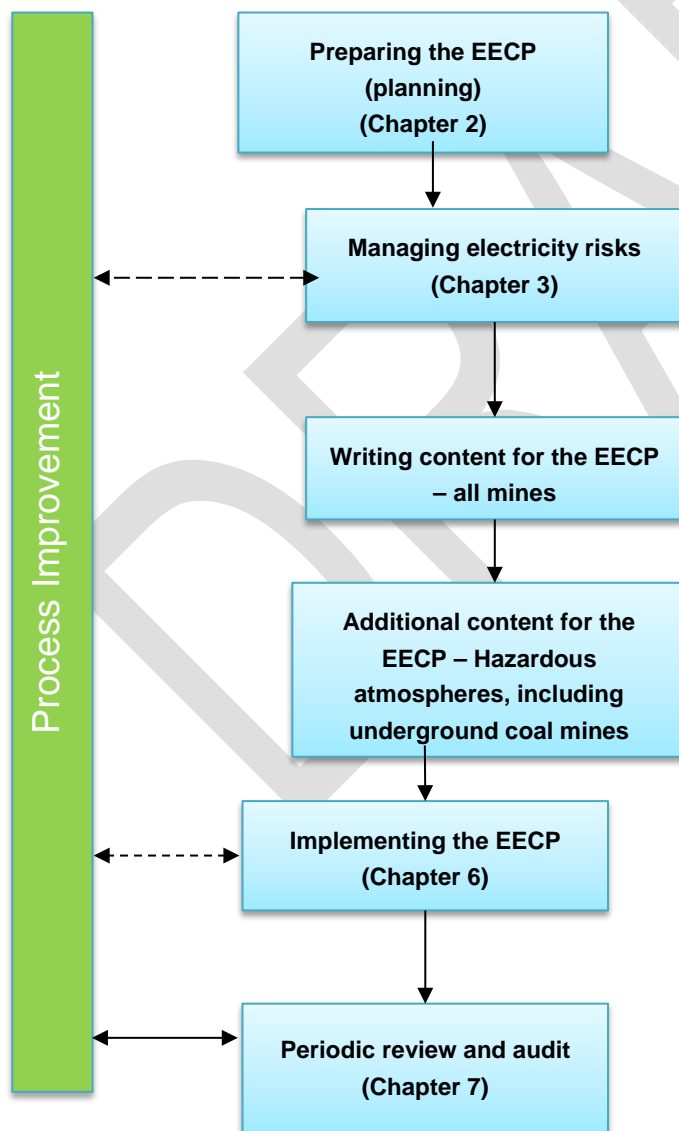 Preparing the EECP
(planning)
(Chapter 2)
Managing electricity risks
(Chapter 3)
Writing content for the EECP
– all mines
Additional content for the
EECP – Hazardous
atmospheres, including
underground coal mines
Implementing the EECP
(Chapter 6)
Periodic review and audit
(Chapter 7)
Process Improvement